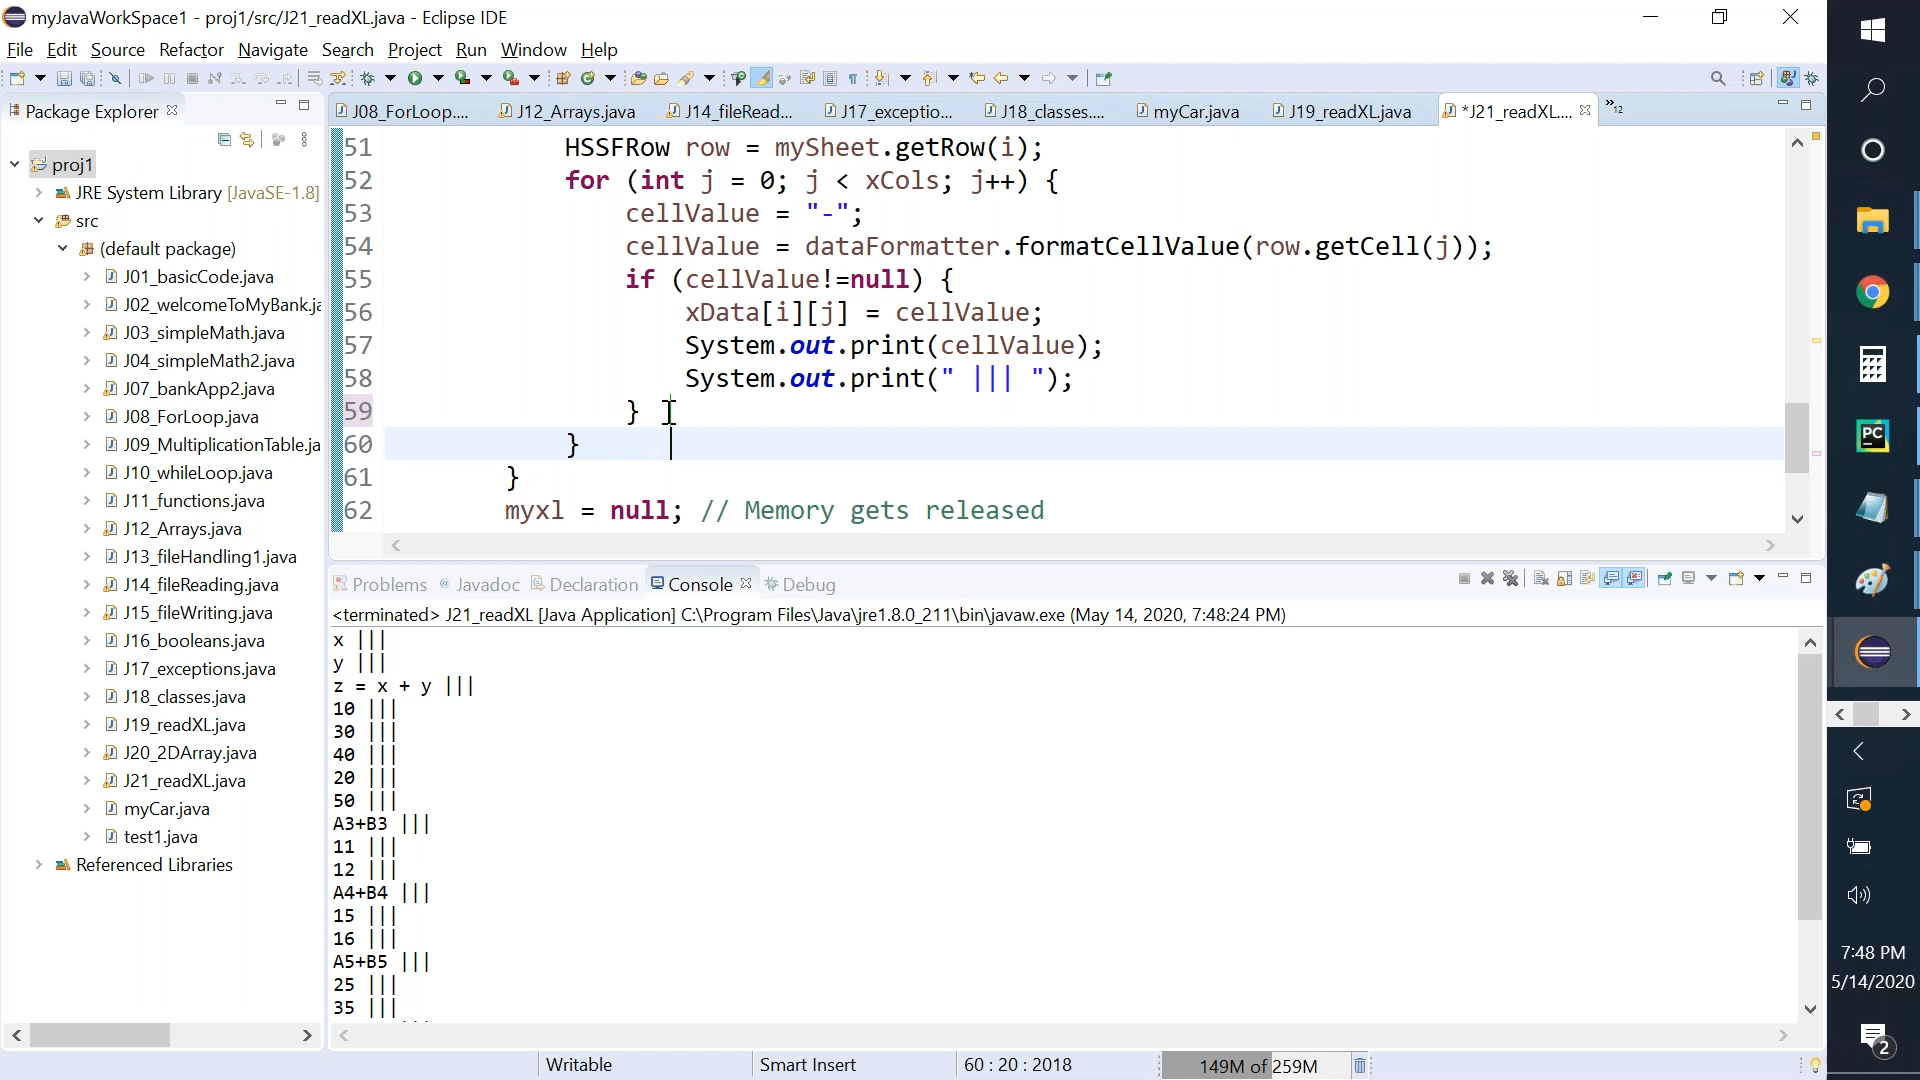 myJavaWorkSpace1 - proj1/src/J21_readXL.java - Eclipse IDE
File Edit Source Refactor Navigate Search Project Run Window Help
Package Explorer
J08_ForLoop....
J12_Arrays.java
J14_fileRead...
J17_exceptio...
J18_classes....
myCar.java
J19_readXL.java
*J21_readXL....
»12
proj1
JRE System Library [JavaSE-1.8]
src
(default package)
J01_basicCode.java
J02_welcomeToMyBank.ja
J03_simpleMath.java
J04_simpleMath2.java
J07_bankApp2.java
J08_ForLoop.java
J09_MultiplicationTable.ja
J10_whileLoop.java
J11_functions.java
J12_Arrays.java
J13_fileHandling1.java
J14_fileReading.java
J15_fileWriting.java
J16_booleans.java
J17_exceptions.java
J18_classes.java
J19_readXL.java
J20_2DArray.java
J21_readXL.java
myCar.java
test1.java
Referenced Libraries
51 HSSFRow row = mySheet.getRow(i);
52 for (int j = 0; j < xCols; j++) {
53 cellValue = "-";
54 cellValue = dataFormatter.formatCellValue(row.getCell(j));
55 if (cellValue!=null) {
56 xData[i][j] = cellValue;
57 System.out.print(cellValue);
58 System.out.print(" ||| ");
59 }
60 }
61 }
62 myxl = null; // Memory gets released
Problems
Javadoc
Declaration
Console
Debug
<terminated> J21_readXL [Java Application] C:\Program Files\Java\jre1.8.0_211\bin\javaw.exe (May 14, 2020, 7:48:24 PM)
x |||
y |||
z = x + y |||
10 |||
30 |||
40 |||
20 |||
50 |||
A3+B3 |||
11 |||
12 |||
A4+B4 |||
15 |||
16 |||
A5+B5 |||
25 |||
35 |||
Writable
Smart Insert
60 : 20 : 2018
149M of 259M
PC
7:48 PM
5/14/2020
2